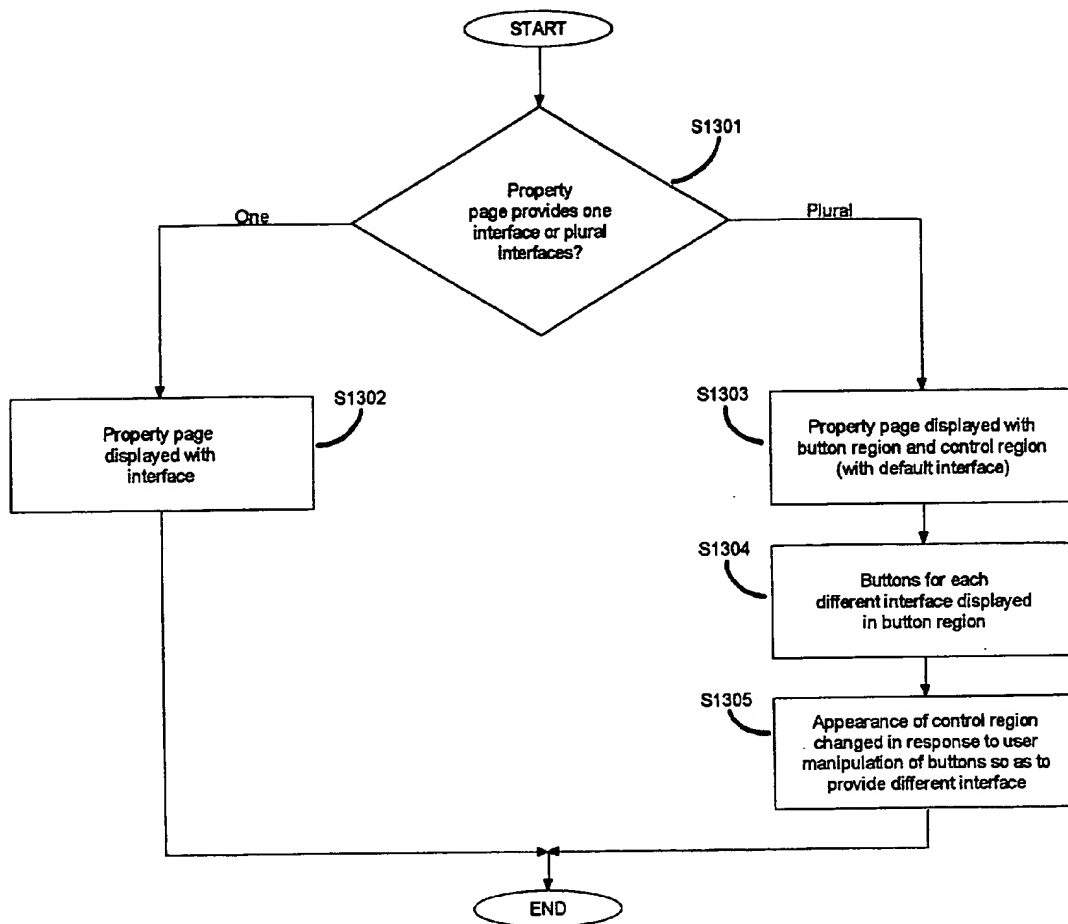 START
S1301
Property
page provides one
interface or plural
interfaces?
One
Plural
S1302
Property page
displayed with
interface
S1303
Property page displayed with
button region and control region
(with default interface)
S1304
Buttons for each
different interface displayed
in button region
S1305
Appearance of control region
changed in response to user
manipulation of buttons so as to
provide different interface
END